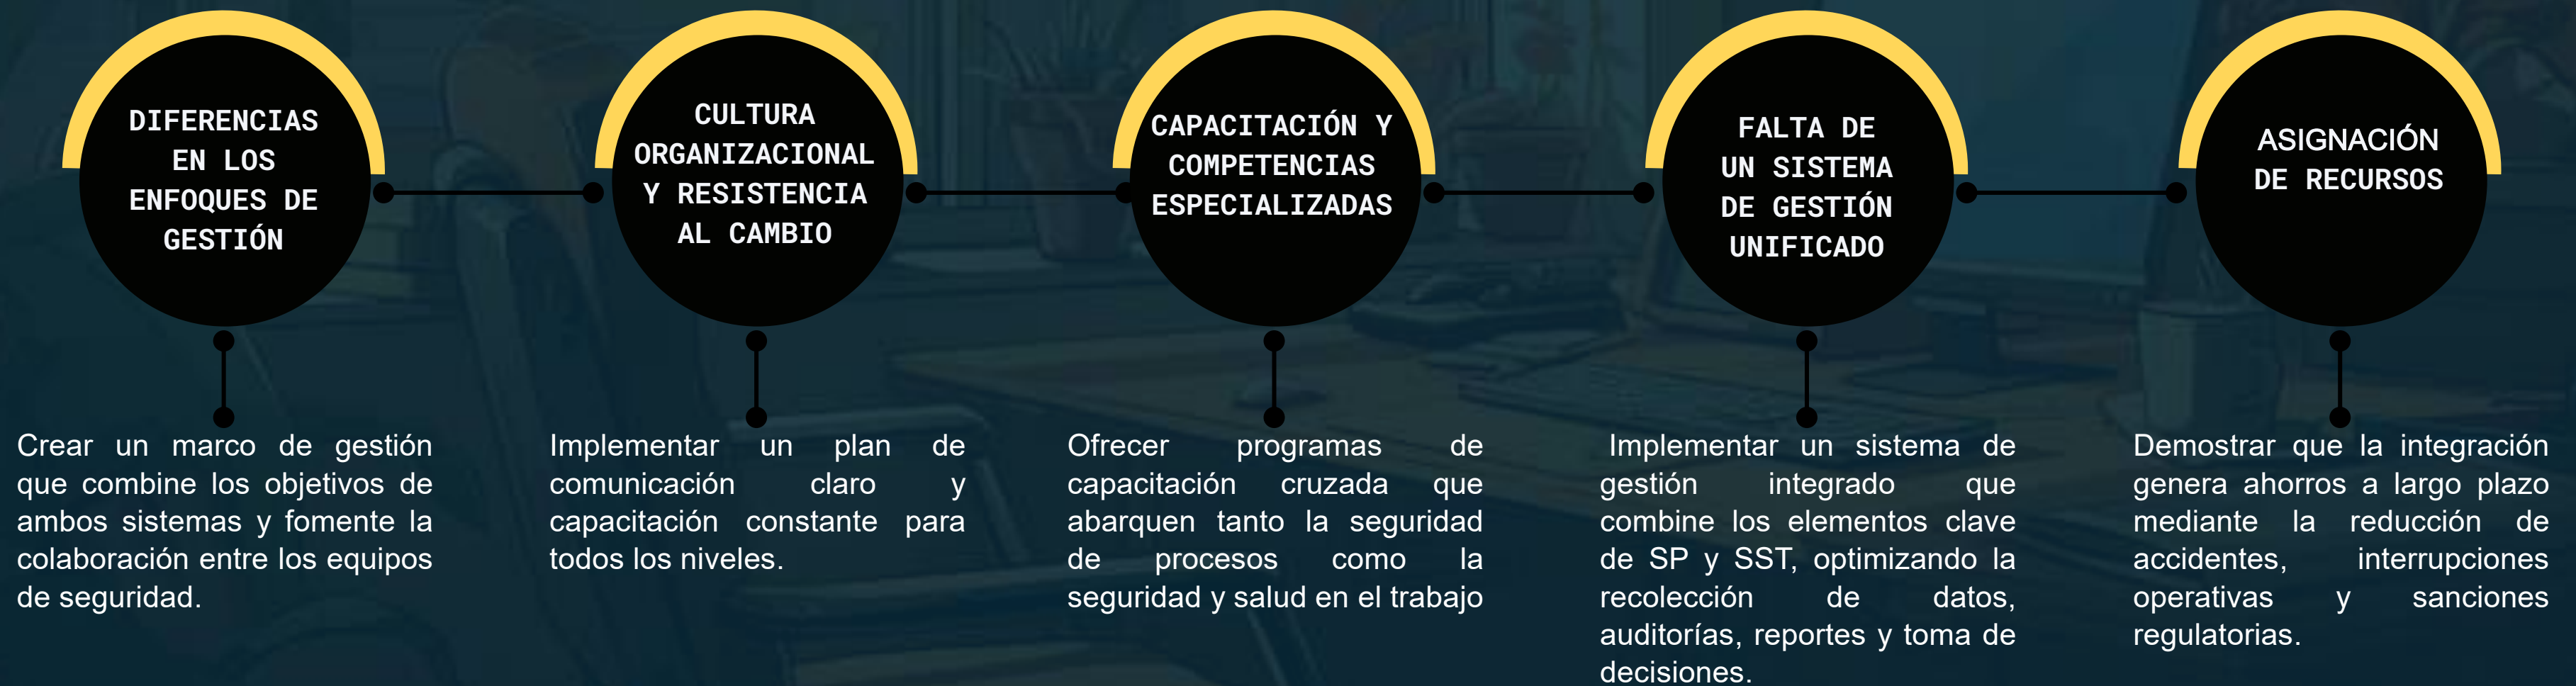 DIFERENCIAS
EN LOS
ENFOQUES DE
GESTIÓN
CULTURA
ORGANIZACIONAL
Y RESISTENCIA
AL CAMBIO
CAPACITACIÓN Y
COMPETENCIAS
ESPECIALIZADAS
FALTA DE
UN SISTEMA
DE GESTIÓN
UNIFICADO
ASIGNACIÓN
DE RECURSOS
Crear un marco de gestión
que combine los objetivos de
ambos sistemas y fomente la
colaboración entre los equipos
de seguridad.
Implementar un plan de
comunicación claro y
capacitación constante para
todos los niveles.
Ofrecer programas de
capacitación cruzada que
abarquen tanto la seguridad
de procesos como la
seguridad y salud en el trabajo
Implementar un sistema de
gestión integrado que
combine los elementos clave
de SP y SST, optimizando la
recolección de datos,
auditorías, reportes y toma de
decisiones.
Demostrar que la integración
genera ahorros a largo plazo
mediante la reducción de
accidentes, interrupciones
operativas y sanciones
regulatorias.